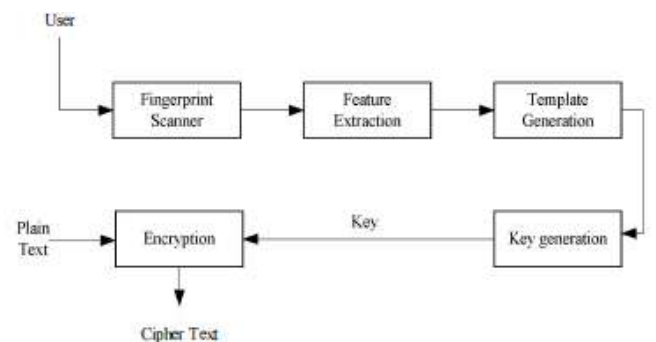 User
Fingerprint
Scanner
Feature
Extraction
Template
Generation
Plain
Text
Encryption
Key
Key generation
Cipher Text